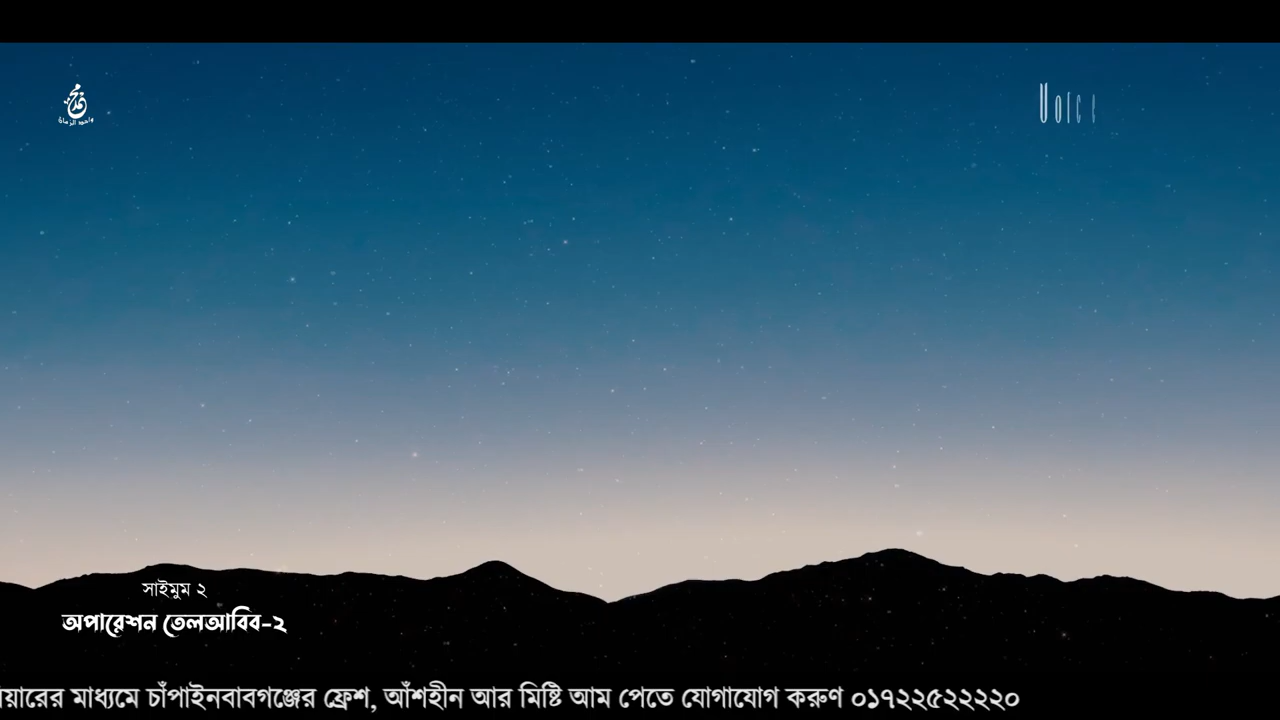 Voice
সাইমুম ২
অপারেশন তেলআবিব-২
য়ারের মাধ্যমে চাঁপাইনবাবগঞ্জের ফ্রেশ, আঁশহীন আর মিষ্টি আম পেতে যোগাযোগ করুণ ০১৭২২৫২২২২০